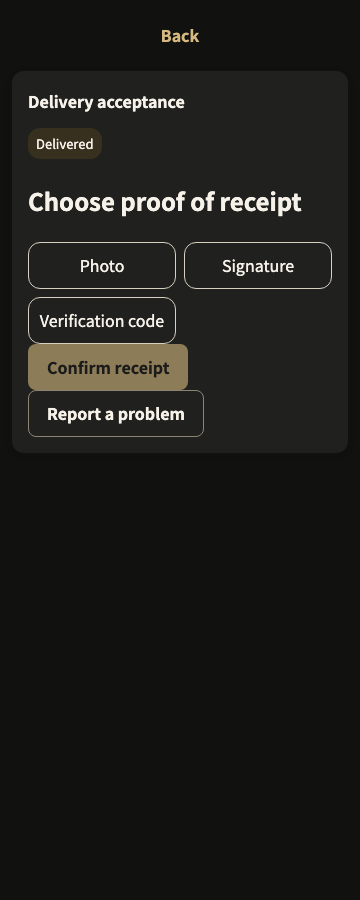 Back
Delivery acceptance
Delivered
Choose proof of receipt
Photo
Signature
Verification code
Confirm receipt
Report a problem